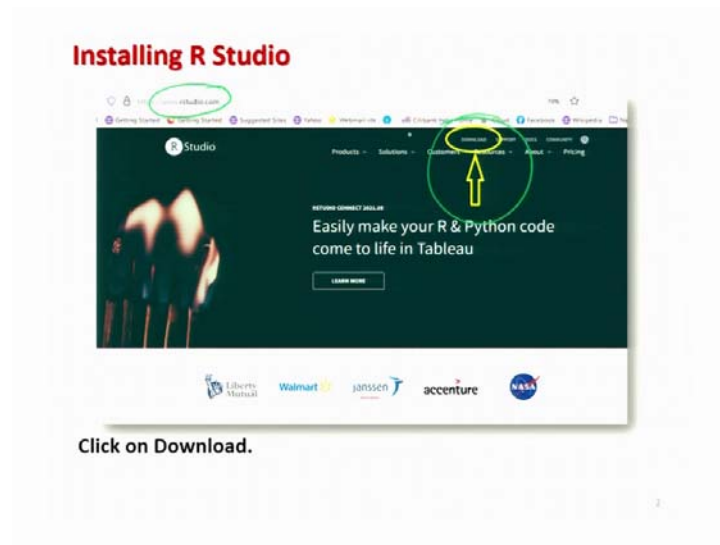 Installing R Studio
rstudio.com
70% 
Getting Started Getting Started Suggested Sites Yahoo Facebook Wikipedia
R Studio
DOWNLOAD SUPPORT DOCS COMMUNITY
Products Solutions Customers Resources About Pricing
RSTUDIO CONNECT 2021.09
Easily make your R & Python code
come to life in Tableau
LEARN MORE
Liberty
Mutual
Walmart
janssen
accenture
NASA
Click on Download.
2